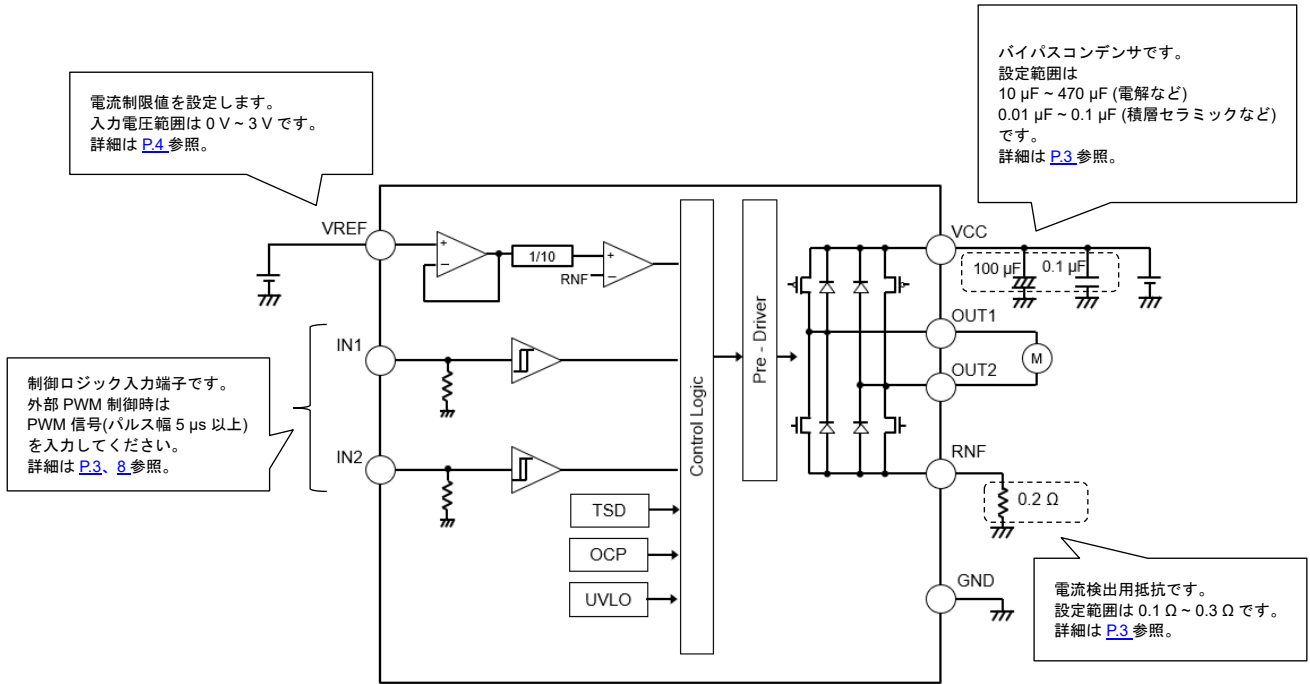 バイパスコンデンサです。
設定範囲は
10 µF ~ 470 µF (電解など)
0.01 µF ~ 0.1 µF (積層セラミックなど)
です。
詳細は P.3 参照。
電流制限値を設定します。
入力電圧範囲は 0 V ~ 3 V です。
詳細は P.4 参照。
VREF
+
−
1/10
+
RNF
−
VCC
100 µF
0.1 µF
OUT1
M
OUT2
IN1
制御ロジック入力端子です。
外部 PWM 制御時は
PWM 信号(パルス幅 5 µs 以上)
を入力してください。
詳細は P.3、8 参照。
IN2
Control Logic
Pre - Driver
RNF
0.2 Ω
TSD
OCP
UVLO
GND
電流検出用抵抗です。
設定範囲は 0.1 Ω ~ 0.3 Ω です。
詳細は P.3 参照。